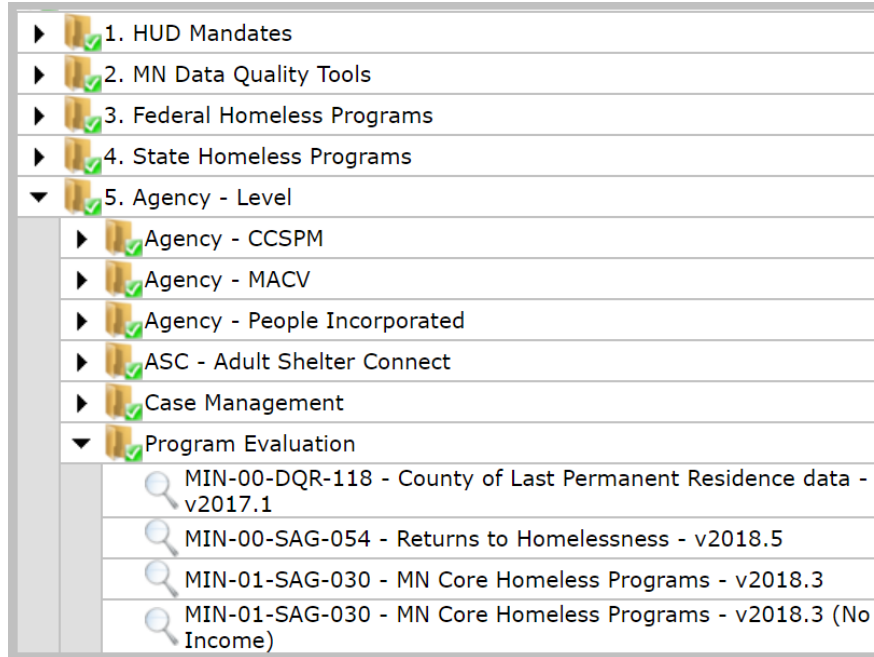 1. HUD Mandates
2. MN Data Quality Tools
3. Federal Homeless Programs
4. State Homeless Programs
5. Agency - Level
Agency - CCSPM
Agency - MACV
Agency - People Incorporated
ASC - Adult Shelter Connect
Case Management
Program Evaluation
MIN-00-DQR-118 - County of Last Permanent Residence data -
v2017.1
MIN-00-SAG-054 - Returns to Homelessness - v2018.5
MIN-01-SAG-030 - MN Core Homeless Programs - v2018.3
MIN-01-SAG-030 - MN Core Homeless Programs - v2018.3 (No
Income)